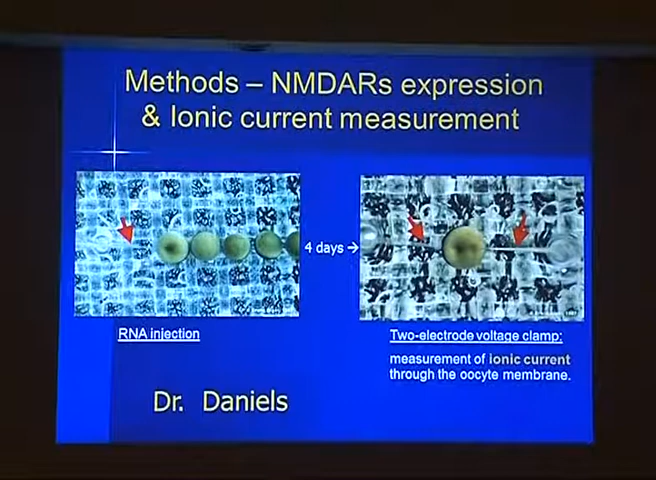 Methods – NMDARs expression
& Ionic current measurement
4 days →
RNA injection
Two-electrode voltage clamp:
measurement of ionic current
through the oocyte membrane.
Dr. Daniels